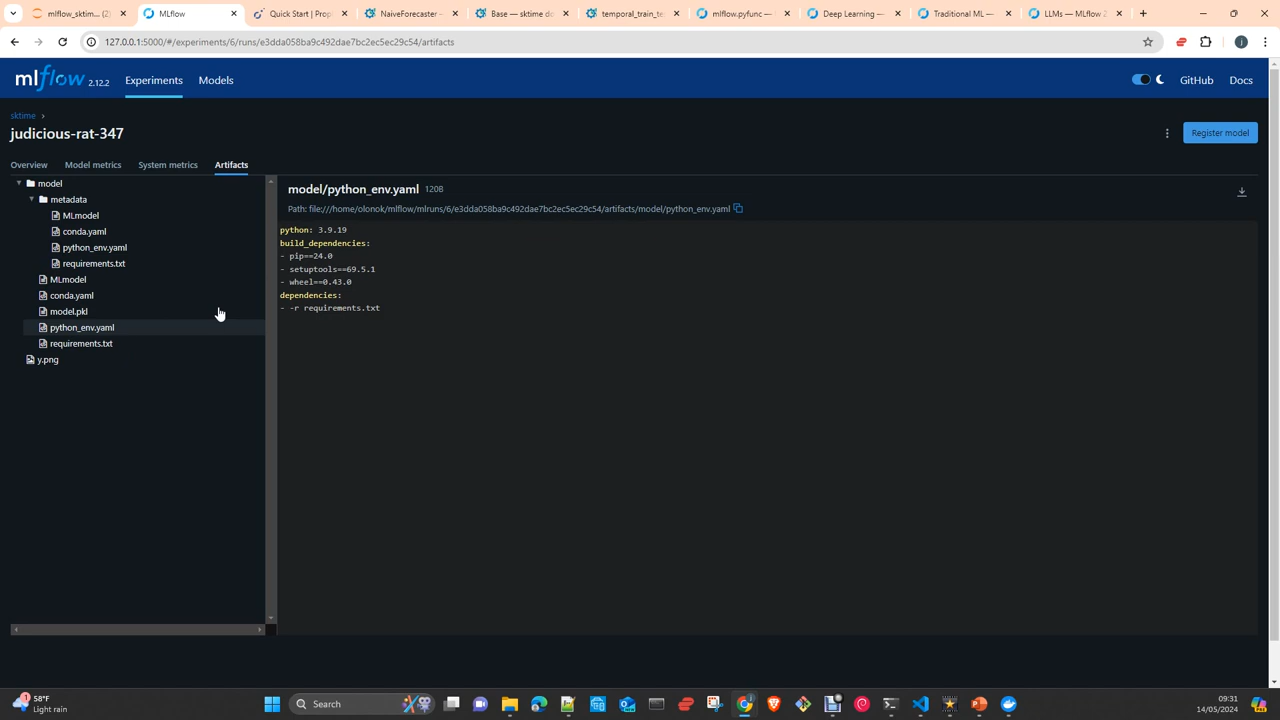 mlflow_sktim... (2)
MLflow
Quick Start | Prop
NaiveForecaster —
Base — sktime do
temporal_train_te
mlflow.pyfunc —
Deep Learning —
Traditional ML —
LLMs — MLflow 2
127.0.0.1:5000/#/experiments/6/runs/e3dda058ba9c492dae7bc2ec5ec29c54/artifacts
mlflow 2.12.2 Experiments Models GitHub Docs
sktime
judicious-rat-347
Register model
Overview Model metrics System metrics Artifacts
model
metadata
MLmodel
conda.yaml
python_env.yaml
requirements.txt
MLmodel
conda.yaml
model.pkl
python_env.yaml
requirements.txt
y.png
model/python_env.yaml 120B
Path: file:///home/olonok/mlflow/mlruns/6/e3dda058ba9c492dae7bc2ec5ec29c54/artifacts/model/python_env.yaml
python: 3.9.19
build_dependencies:
- pip==24.0
- setuptools==69.5.1
- wheel==0.43.0
dependencies:
- -r requirements.txt
1
58°F
Light rain
Search
09:31
14/05/2024